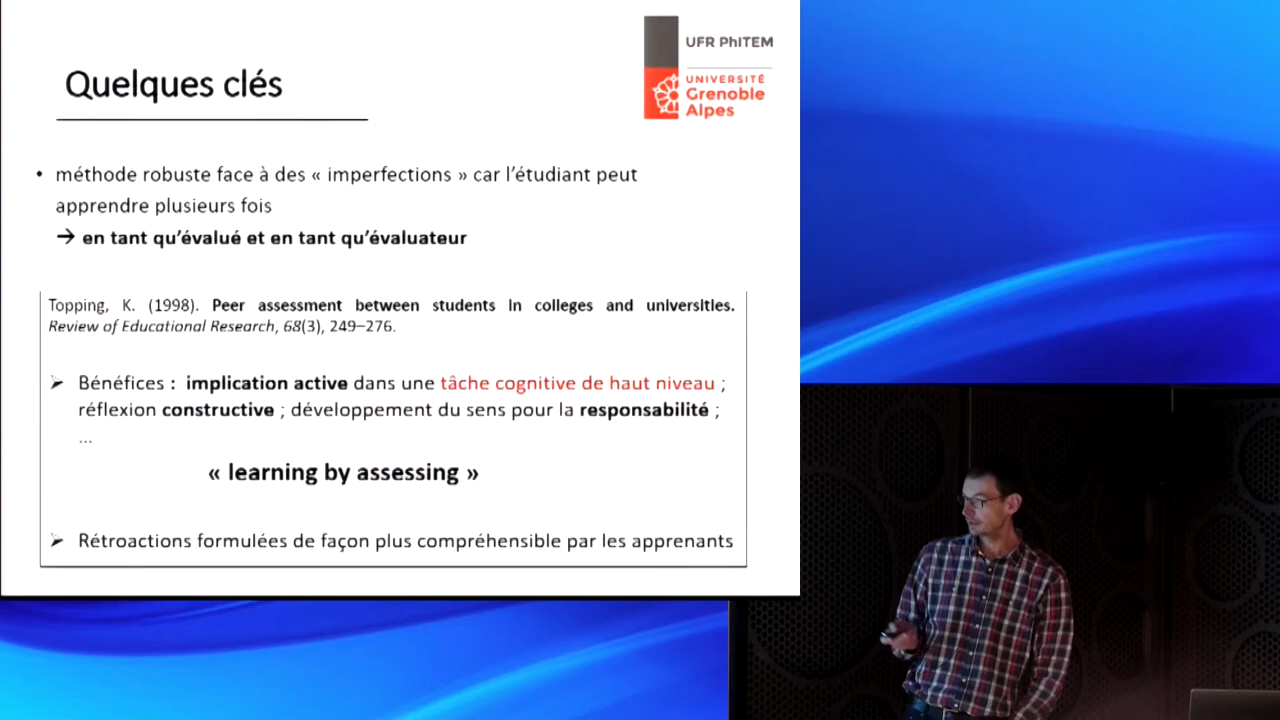 UFR PhITEM
UNIVERSITÉ
Grenoble
Alpes
Quelques clés
• méthode robuste face à des « imperfections » car l'étudiant peut
apprendre plusieurs fois
→ en tant qu'évalué et en tant qu'évaluateur
Topping, K. (1998). Peer assessment between students in colleges and universities.
Review of Educational Research, 68(3), 249–276.
➢ Bénéfices : implication active dans une tâche cognitive de haut niveau ;
réflexion constructive ; développement du sens pour la responsabilité ;
...
« learning by assessing »
➢ Rétroactions formulées de façon plus compréhensible par les apprenants